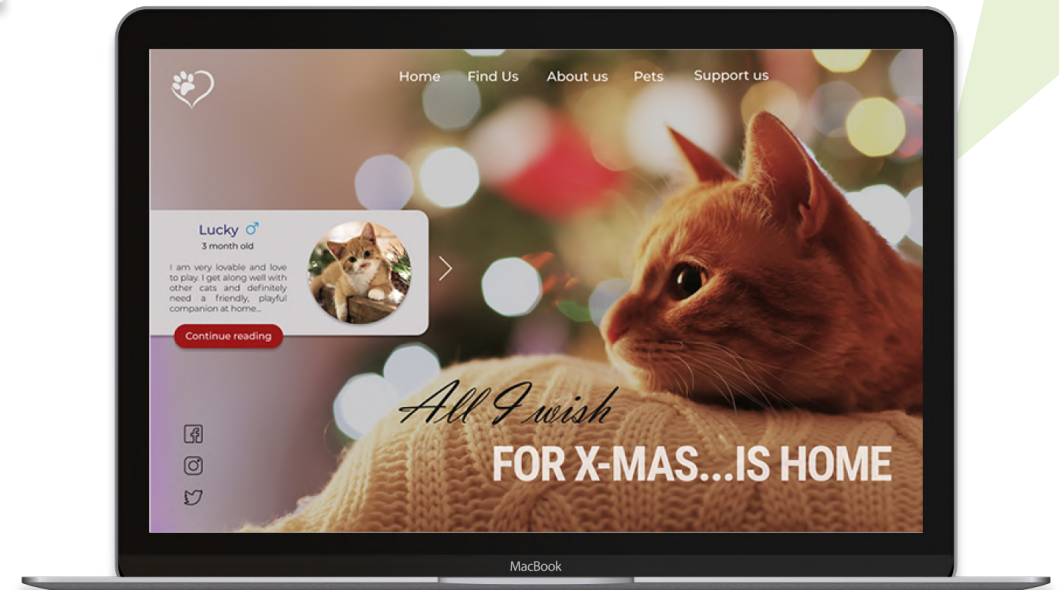 Home Find Us About us Pets Support us
Lucky ♂
3 month old
I am very lovable and love
to play. I get along well with
other cats and definitely
need a friendly, playful
companion at home...
Continue reading
All I wish
FOR X-MAS...IS HOME
MacBook